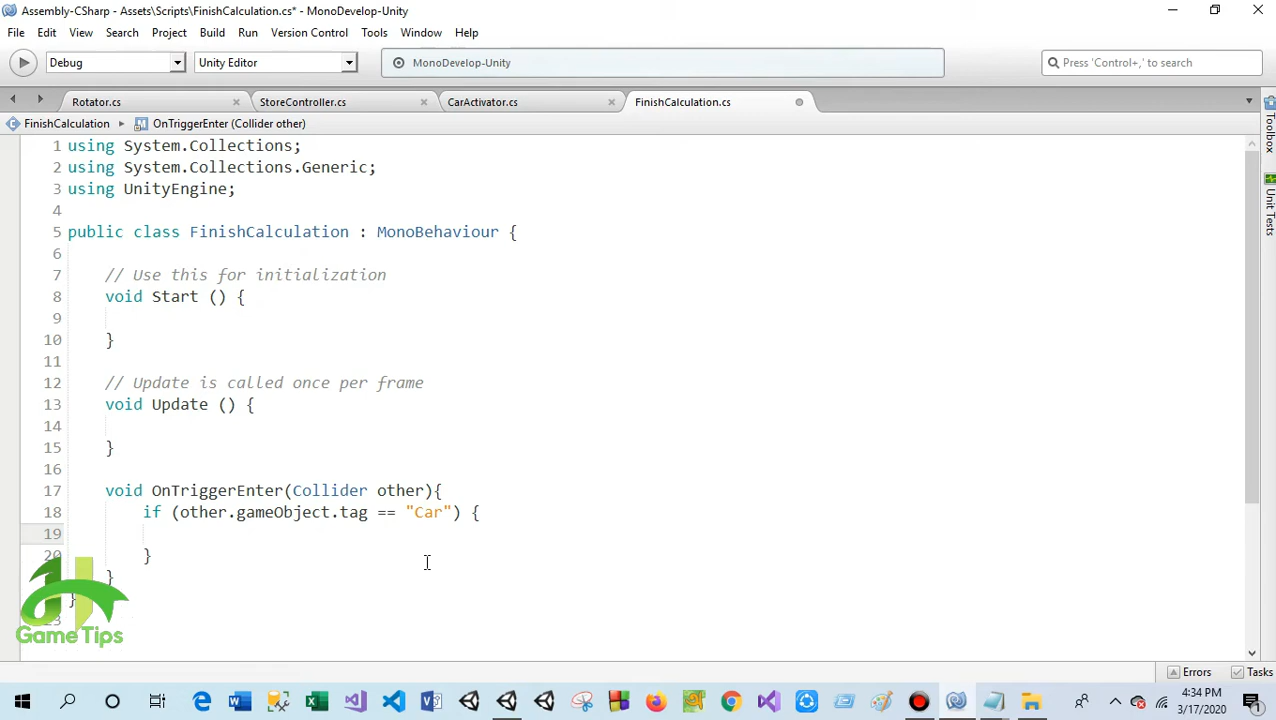 Assembly-CSharp - Assets\Scripts\FinishCalculation.cs* - MonoDevelop-Unity
File Edit View Search Project Build Run Version Control Tools Window Help
Debug Unity Editor MonoDevelop-Unity Press 'Control+,' to search
Rotator.cs StoreController.cs CarActivator.cs FinishCalculation.cs
FinishCalculation OnTriggerEnter (Collider other)
Toolbox
Unit Tests
1 using System.Collections;
2 using System.Collections.Generic;
3 using UnityEngine;
4
5 public class FinishCalculation : MonoBehaviour {
6
7 // Use this for initialization
8 void Start () {
9
10 }
11
12 // Update is called once per frame
13 void Update () {
14
15 }
16
17 void OnTriggerEnter(Collider other){
18 if (other.gameObject.tag == "Car") {
19
20 }
}
}
GameTips
Errors Tasks
4:34 PM
3/17/2020